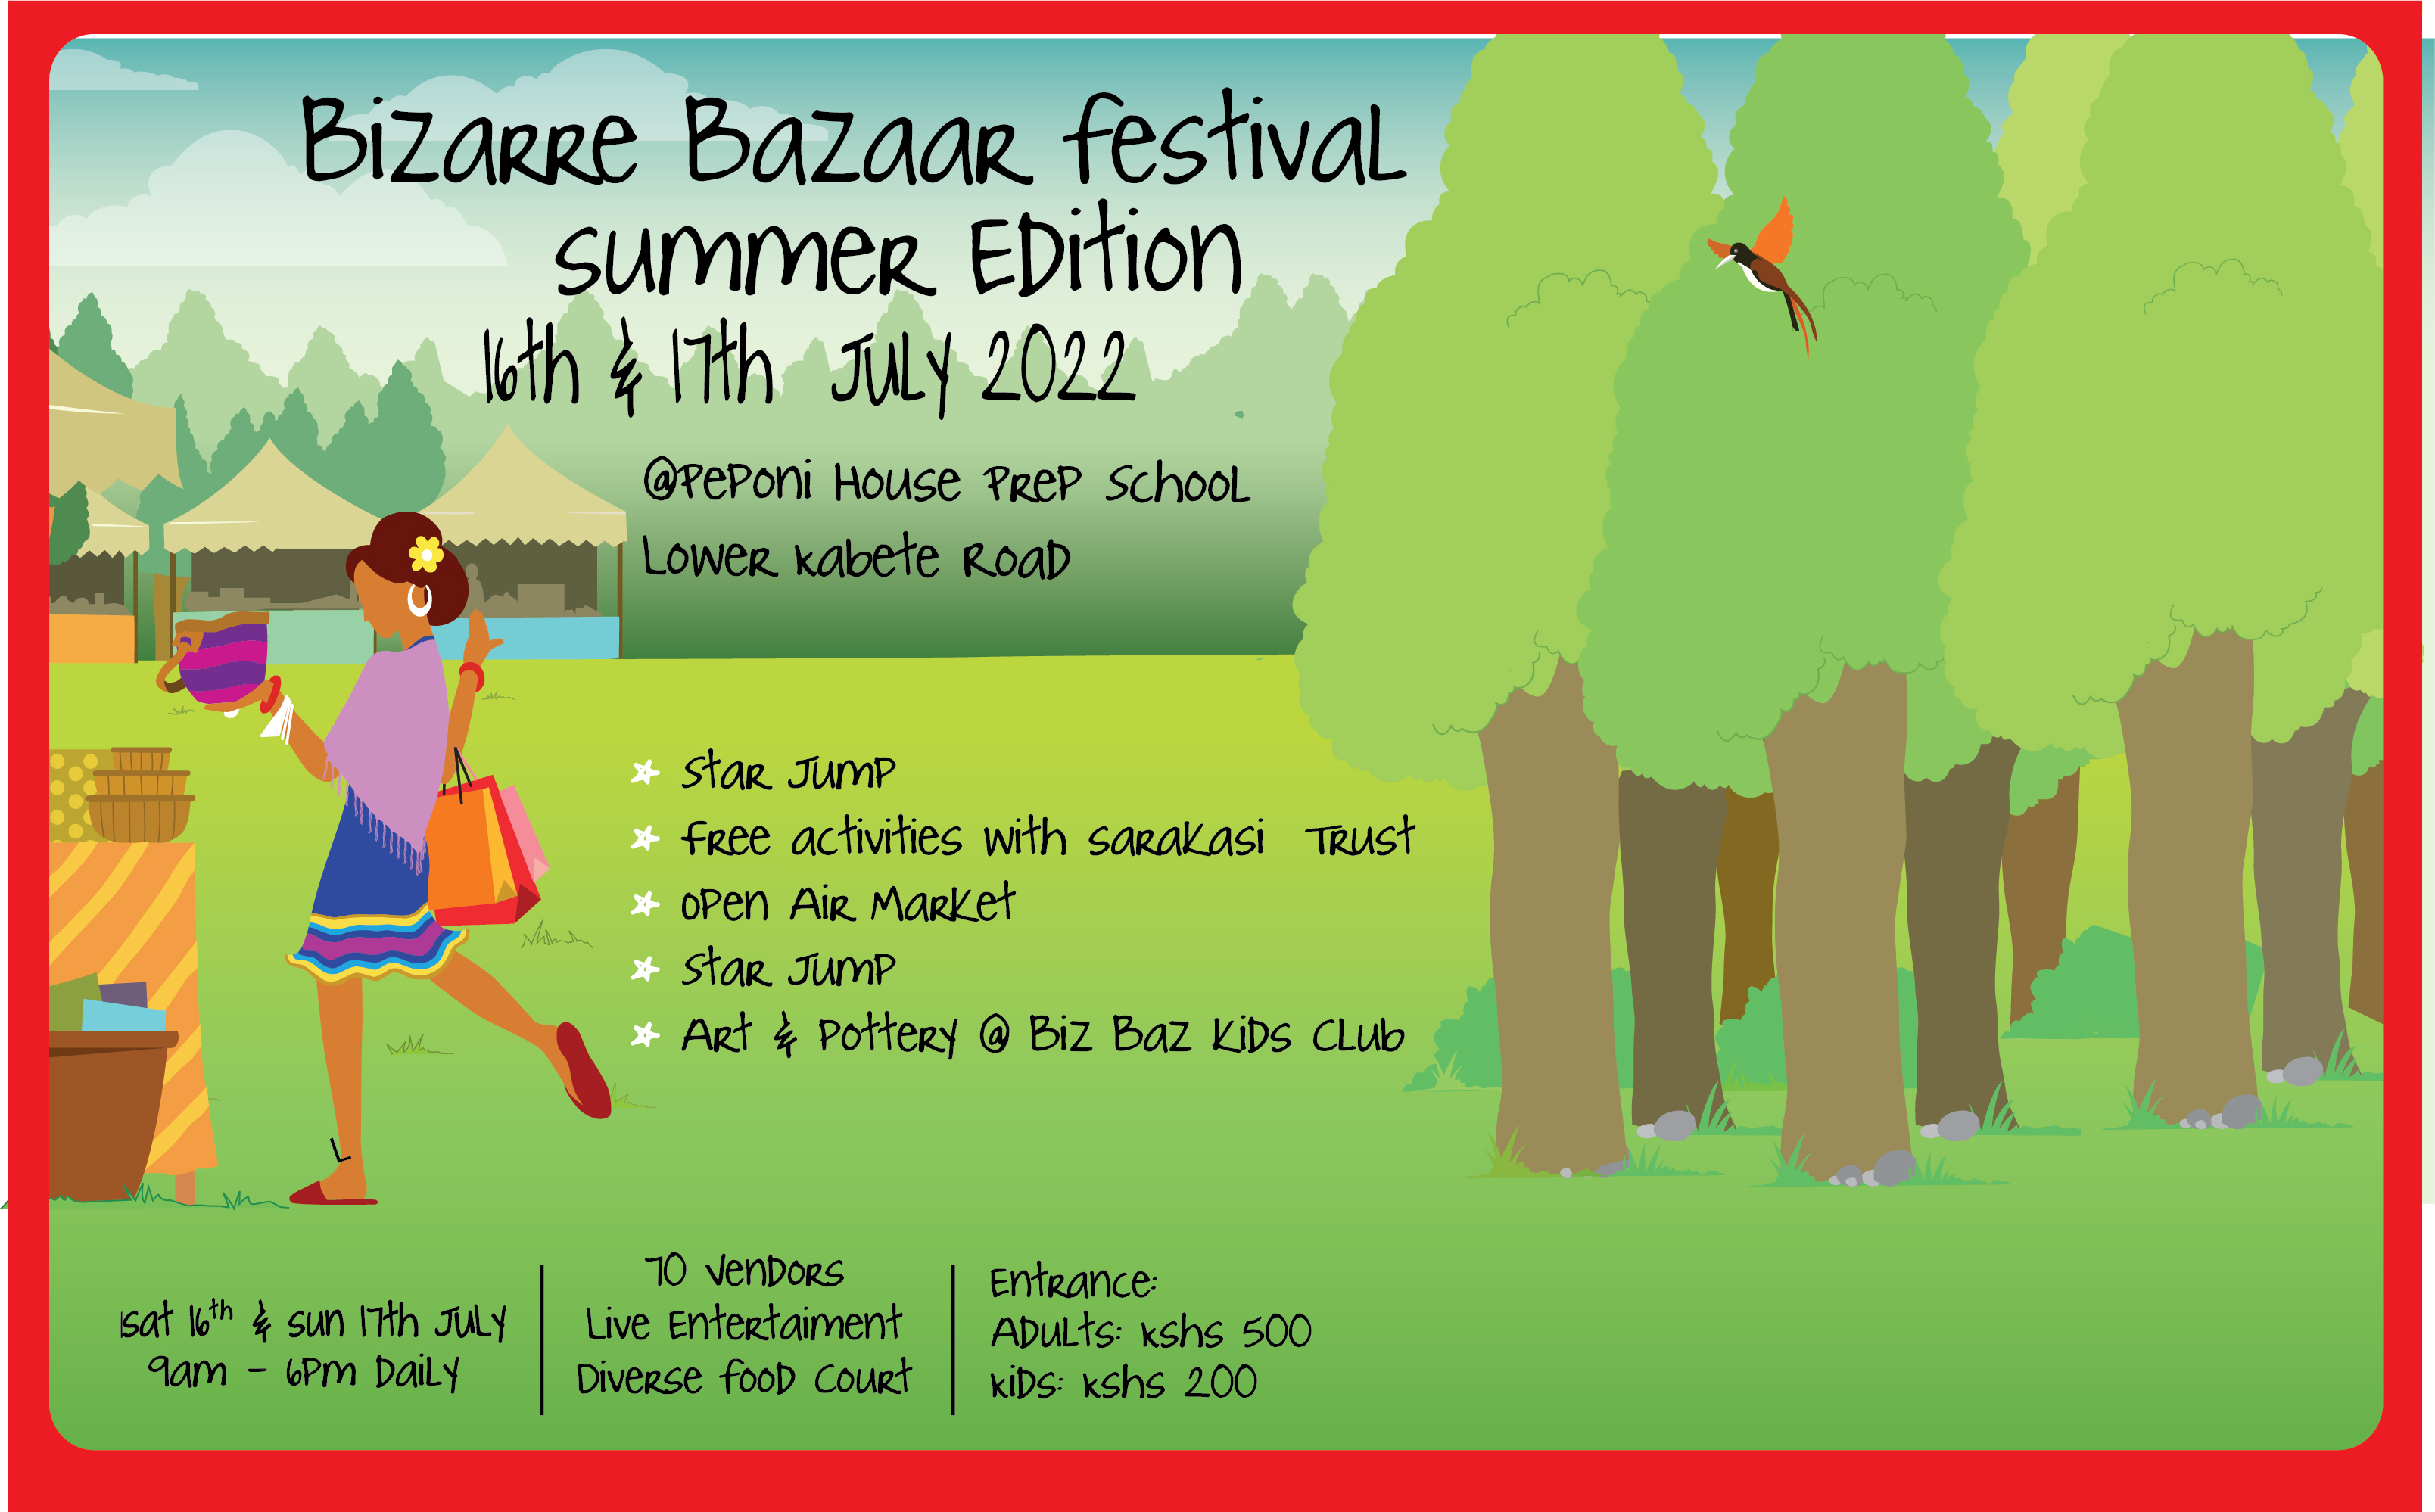 Bizarre Bazaar festival
summer Edition
16th & 17th July 2022
@Peponi House Prep School
Lower kabete Road
Star Jump
free activities with sarakasi Trust
open Air Market
Star Jump
Art & Pottery @ Biz Baz Kids Club
70 Vendors
Live Entertaiment
Diverse food Court
sat 16th & sun 17th July
9am - 6pm Daily
Entrance:
Adults: kshs 500
kids: kshs 200